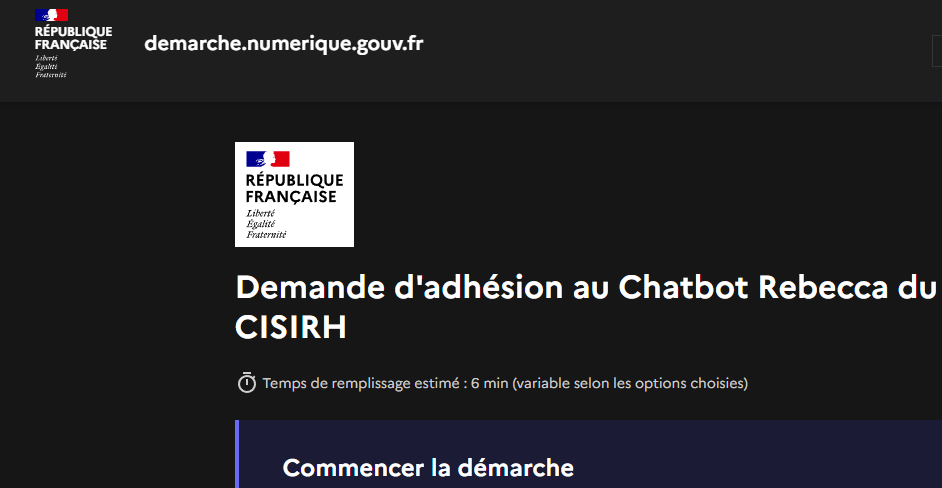 RÉPUBLIQUE
FRANÇAISE
Liberté
Égalité
Fraternité
demarche.numerique.gouv.fr
RÉPUBLIQUE
FRANÇAISE
Liberté
Égalité
Fraternité
Demande d'adhésion au Chatbot Rebecca du
CISIRH
Temps de remplissage estimé : 6 min (variable selon les options choisies)
Commencer la démarche